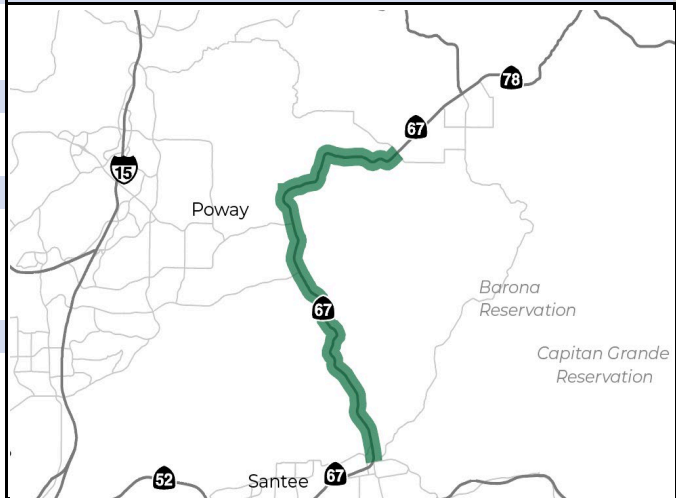 78
67
15
Poway
Barona
Reservation
67
Capitan Grande
Reservation
52
Santee
67